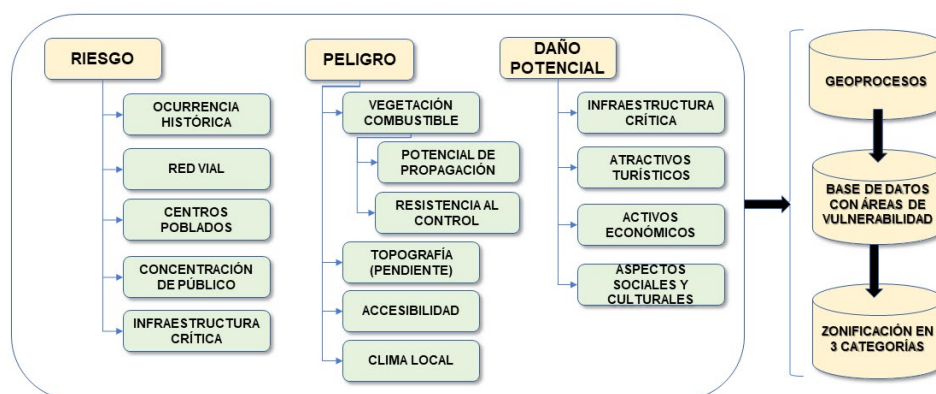 RIESGO
OCURRENCIA
HISTÓRICA
RED VIAL
CENTROS
POBLADOS
CONCENTRACIÓN
DE PÚBLICO
INFRAESTRUCTURA
CRÍTICA
PELIGRO
VEGETACIÓN
COMBUSTIBLE
POTENCIAL DE
PROPAGACIÓN
RESISTENCIA AL
CONTROL
TOPOGRAFÍA
(PENDIENTE)
ACCESIBILIDAD
CLIMA LOCAL
DAÑO
POTENCIAL
INFRAESTRUCTURA
CRÍTICA
ATRACTIVOS
TURÍSTICOS
ACTIVOS
ECONÓMICOS
ASPECTOS
SOCIALES Y
CULTURALES
GEOPROCESOS
BASE DE DATOS
CON ÁREAS DE
VULNERABILIDAD
ZONIFICACIÓN EN
3 CATEGORÍAS